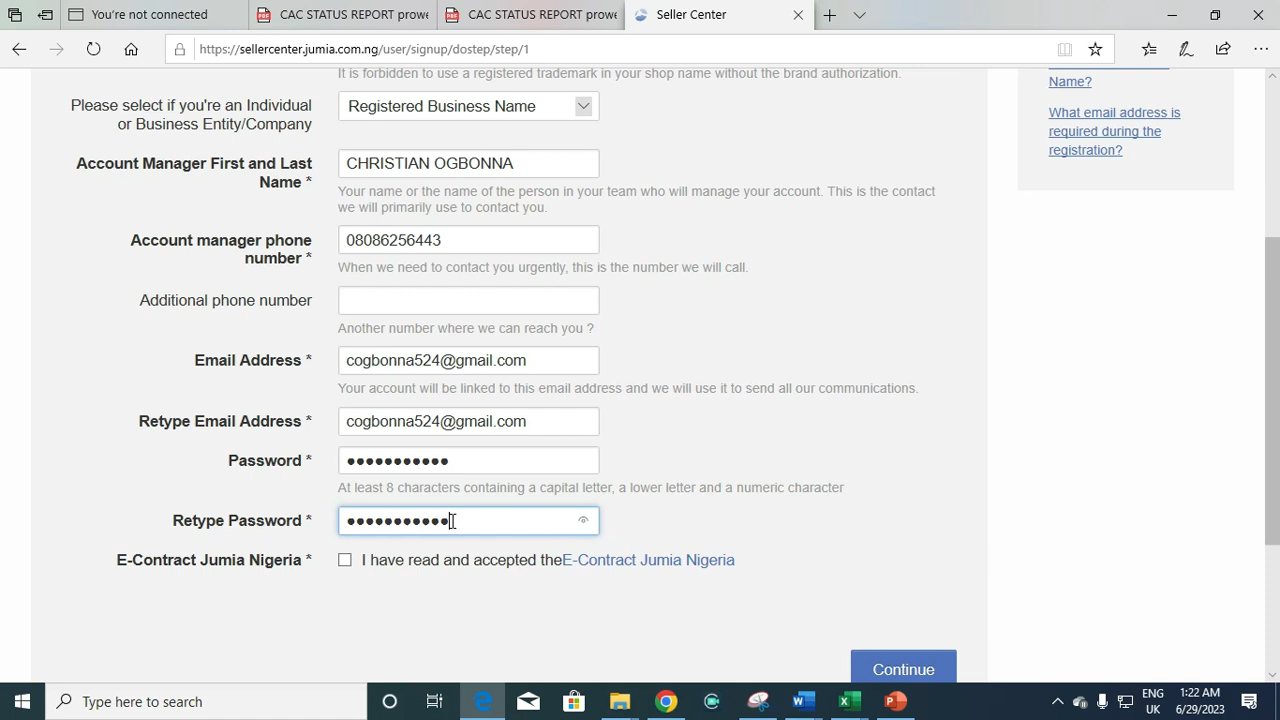 You're not connected
CAC STATUS REPORT powe
CAC STATUS REPORT powe
Seller Center
https://sellercenter.jumia.com.ng/user/signup/dostep/step/1
It is forbidden to use a registered trademark in your shop name without the brand authorization.
Name?
What email address is
required during the
registration?
Please select if you're an Individual
or Business Entity/Company
Registered Business Name
Account Manager First and Last
Name *
CHRISTIAN OGBONNA
Your name or the name of the person in your team who will manage your account. This is the contact
we will primarily use to contact you.
Account manager phone
number *
08086256443
When we need to contact you urgently, this is the number we will call.
Additional phone number
Another number where we can reach you ?
Email Address *
cogbonna524@gmail.com
Your account will be linked to this email address and we will use it to send all our communications.
Retype Email Address *
cogbonna524@gmail.com
Password *
●●●●●●●●●●●
At least 8 characters containing a capital letter, a lower letter and a numeric character
Retype Password *
●●●●●●●●●●●
E-Contract Jumia Nigeria *
I have read and accepted theE-Contract Jumia Nigeria
Continue
Type here to search
ENG
UK
1:22 AM
6/29/2023